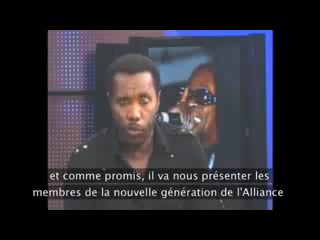 et comme promis, il va nous présenter les
membres de la nouvelle génération de l'Alliance